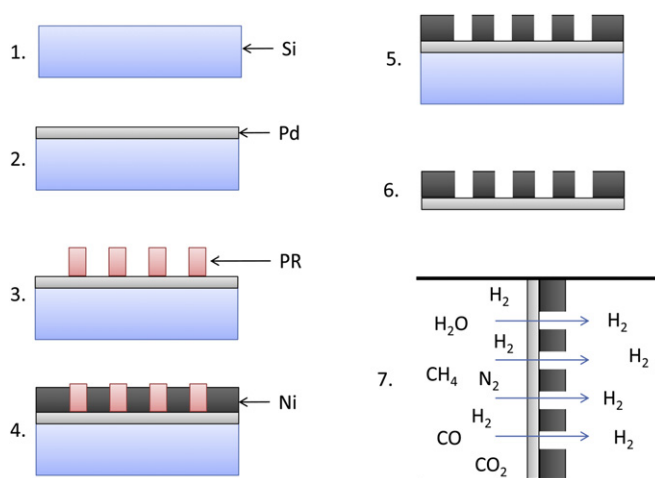 1.
Si
2.
Pd
3.
PR
4.
Ni
5.
6.
7.
H₂
H₂O
H₂
H₂
H₂
CH₄
N₂
H₂
H₂
CO
H₂
CO₂